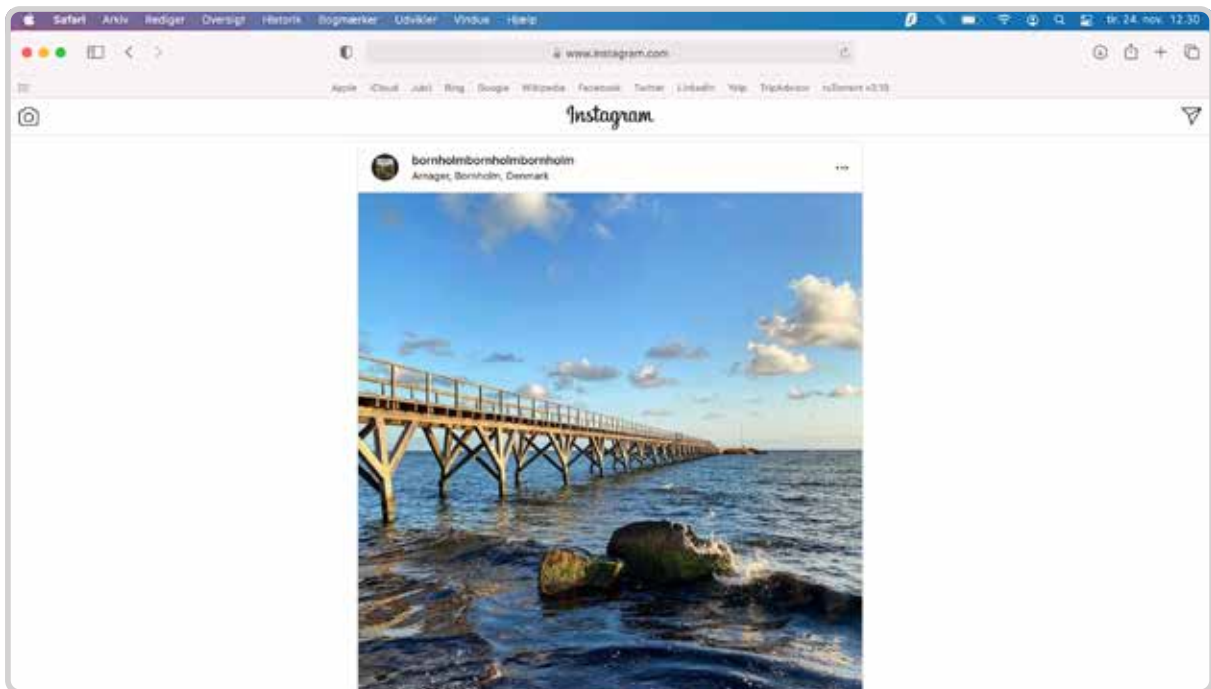 Safari Arkiv Rediger Oversigt Historik Bogmærker Udvikler Vindue Hjælp tir. 24. nov. 12.30
www.instagram.com
Apple iCloud Bing Google Wikipedia Facebook Twitter LinkedIn Yelp TripAdvisor
Instagram
bornholmbornholmbornholm
Arnager, Bornholm, Denmark